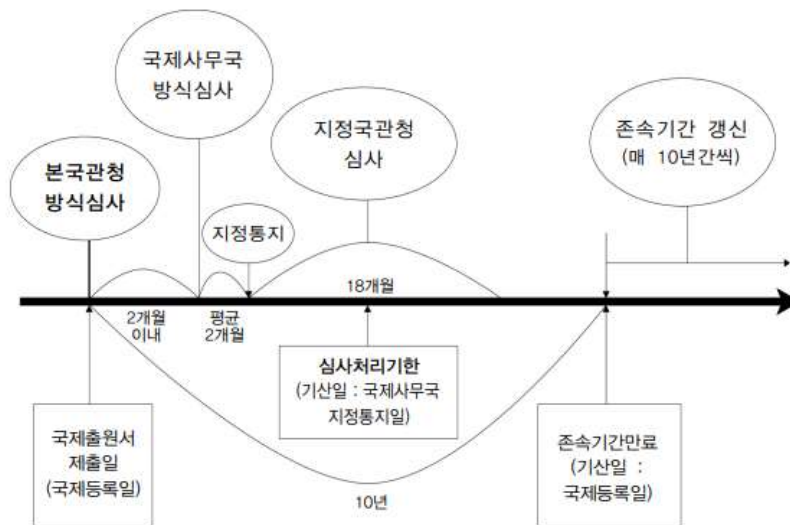 국제사무국
방식심사
지정국관청
심사
존속기간 갱신
(매 10년간씩)
본국관청
방식심사
지정통지
18개월
2개월
이내
평균
2개월
심사처리기한
(기산일 : 국제사무국
지정통지일)
국제출원서
제출일
(국제등록일)
존속기간만료
(기산일 :
국제등록일)
10년